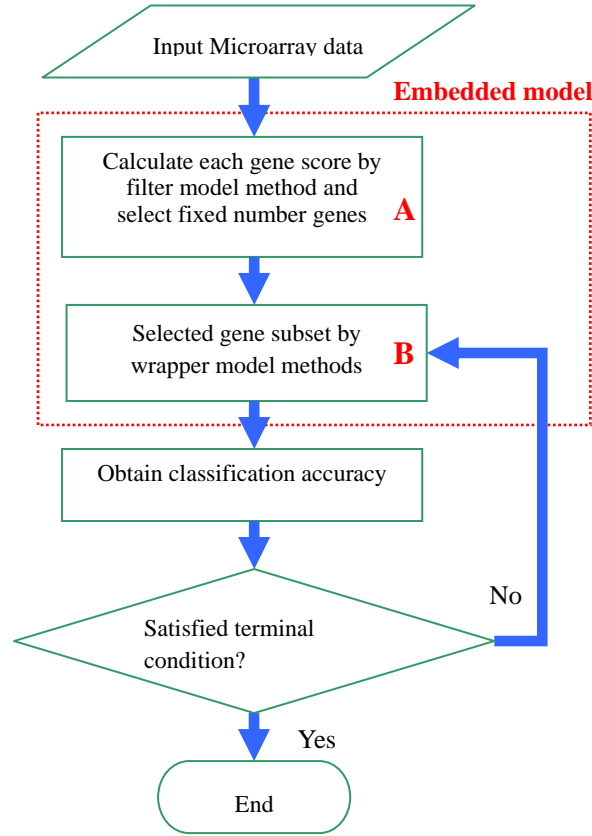 Input Microarray data
Embedded model
Calculate each gene score by
filter model method and
select fixed number genes
A
Selected gene subset by
wrapper model methods
B
Obtain classification accuracy
Satisfied terminal
condition?
No
Yes
End